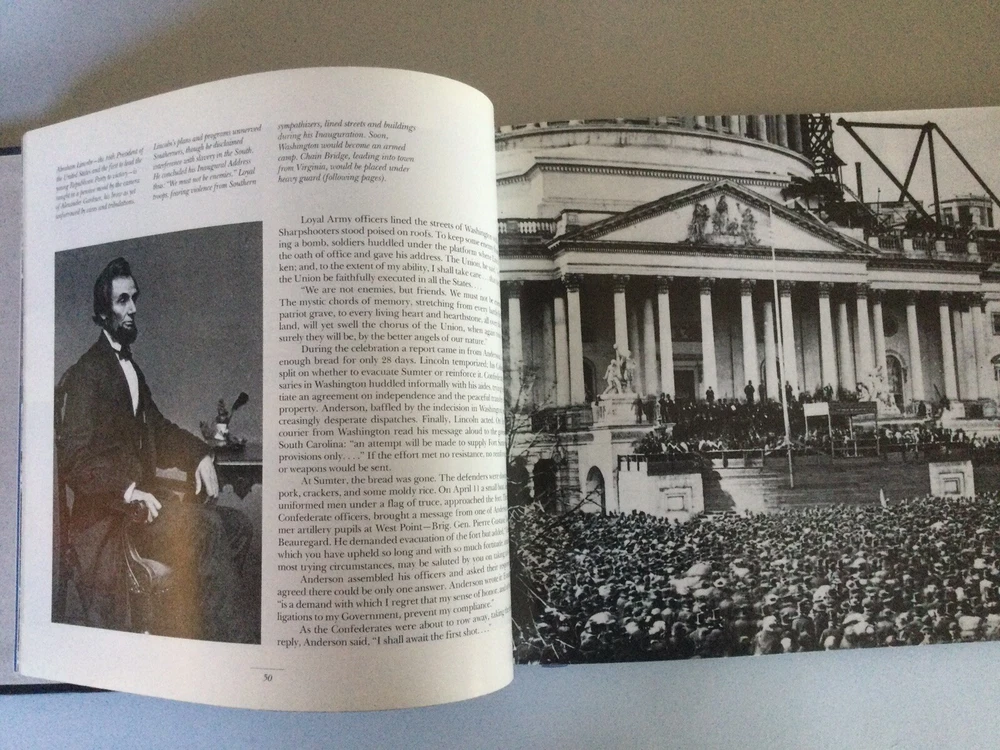 Abraham Lincoln—the 16th President of
the United States and the first to lead the
young Republican Party to victory—is
caught in a pensive mood by the camera
of Alexander Gardner, his brow as yet
unfurrowed by cares and tribulations.
Lincoln's plans and programs unnerved
Southerners, though he disclaimed
interference with slavery in the South.
He concluded his Inaugural Address
thus: "We must not be enemies." Loyal
troops, fearing violence from Southern
sympathizers, lined streets and buildings
during his Inauguration. Soon,
Washington would become an armed
camp. Chain Bridge, leading into town
from Virginia, would be placed under
heavy guard (following pages).
Loyal Army officers lined the streets of Washington
Sharpshooters stood poised on roofs. To keep some
ing a bomb, soldiers huddled under the platform where
the oath of office and gave his address. The Union, he
ken; and, to the extent of my ability, I shall take care . . .
the Union be faithfully executed in all the States. . . .
"We are not enemies, but friends. We must not be
The mystic chords of memory, stretching from every
patriot grave, to every living heart and hearthstone, all
land, will yet swell the chorus of the Union, when again
surely they will be, by the better angels of our nature."
During the celebration a report came in from
enough bread for only 28 days. Lincoln temporized; his
split on whether to evacuate Sumter or reinforce it.
saries in Washington huddled informally with his aides,
tiate an agreement on independence and the peaceful
property. Anderson, baffled by the indecision in
creasingly desperate dispatches. Finally, Lincoln acted.
courier from Washington read his message aloud to the
South Carolina: "an attempt will be made to supply Fort
provisions only. . . ." If the effort met no resistance, no
or weapons would be sent.
At Sumter, the bread was gone. The defenders were
pork, crackers, and some moldy rice. On April 11 a small
uniformed men under a flag of truce, approached the
Confederate officers, brought a message from one of
mer artillery pupils at West Point—Brig. Gen. Pierre
Beauregard. He demanded evacuation of the fort but added,
which you have upheld so long and with so much
most trying circumstances, may be saluted by you on taking
Anderson assembled his officers and asked their
agreed there could be only one answer. Anderson wrote it.
"is a demand with which I regret that my sense of honor, and
ligations to my Government, prevent my compliance."
As the Confederates were about to row away, taking
reply, Anderson said, "I shall await the first shot. . . ."
50